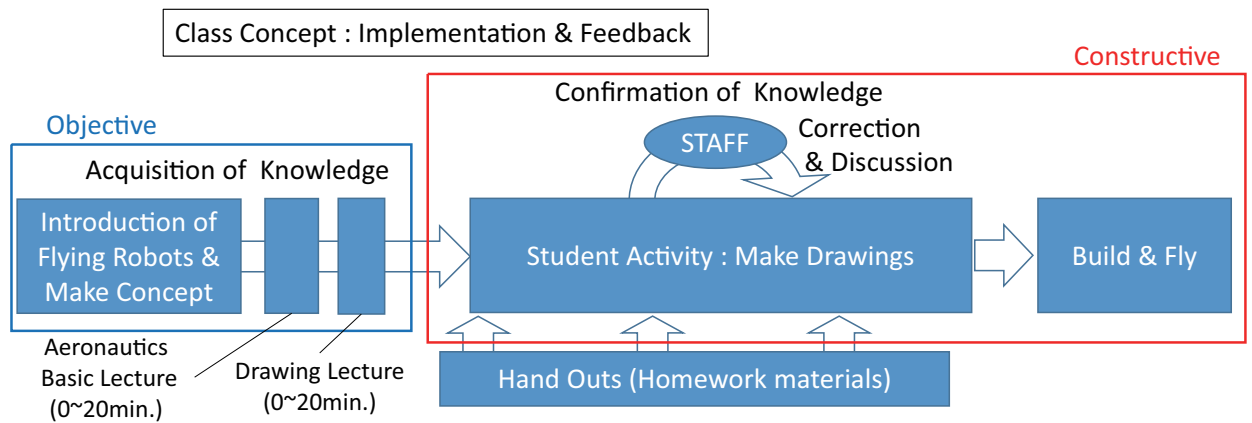 Class Concept : Implementation & Feedback
Constructive
Objective
Confirmation of Knowledge
STAFF
Correction
& Discussion
Acquisition of Knowledge
Introduction of
Flying Robots &
Make Concept
Student Activity : Make Drawings
Build & Fly
Aeronautics
Basic Lecture
(0~20min.)
Drawing Lecture
(0~20min.)
Hand Outs (Homework materials)